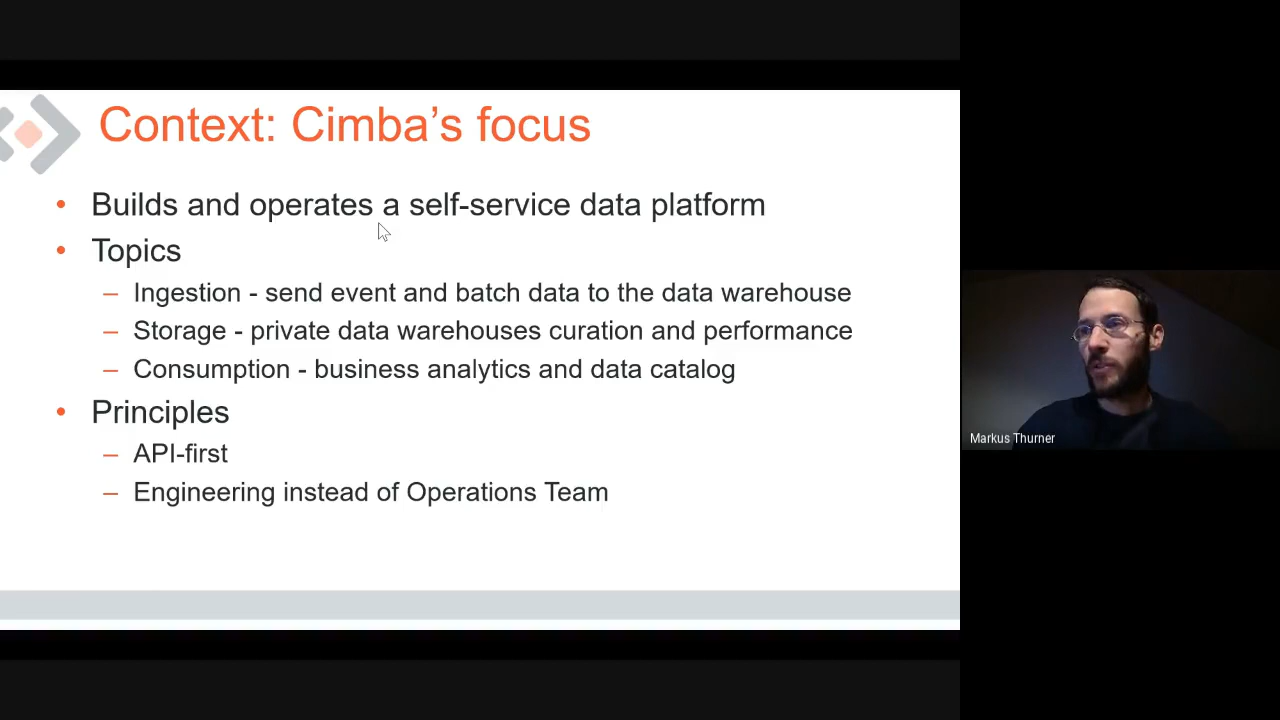 Context: Cimba’s focus
• Builds and operates a self-service data platform
• Topics
– Ingestion - send event and batch data to the data warehouse
– Storage - private data warehouses curation and performance
– Consumption - business analytics and data catalog
• Principles
– API-first
– Engineering instead of Operations Team
Markus Thurner